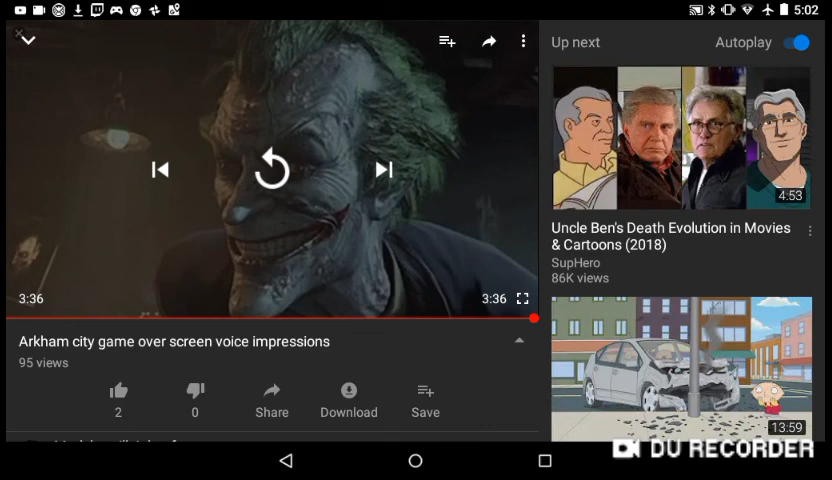 5:02
Up next
Autoplay
4:53
Uncle Ben's Death Evolution in Movies
& Cartoons (2018)
SupHero
86K views
3:36
3:36
Arkham city game over screen voice impressions
95 views
2
0
Share
Download
Save
13:59
DU RECORDER